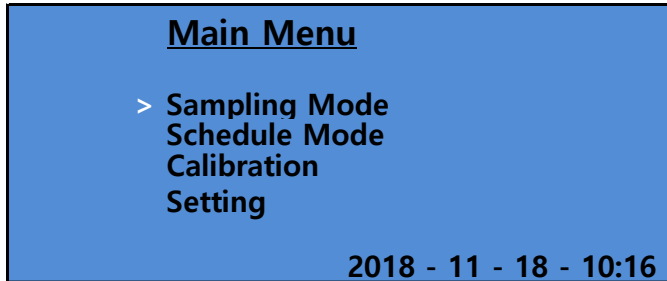 Main Menu
> Sampling Mode
Schedule Mode
Calibration
Setting
2018 - 11 - 18 - 10:16